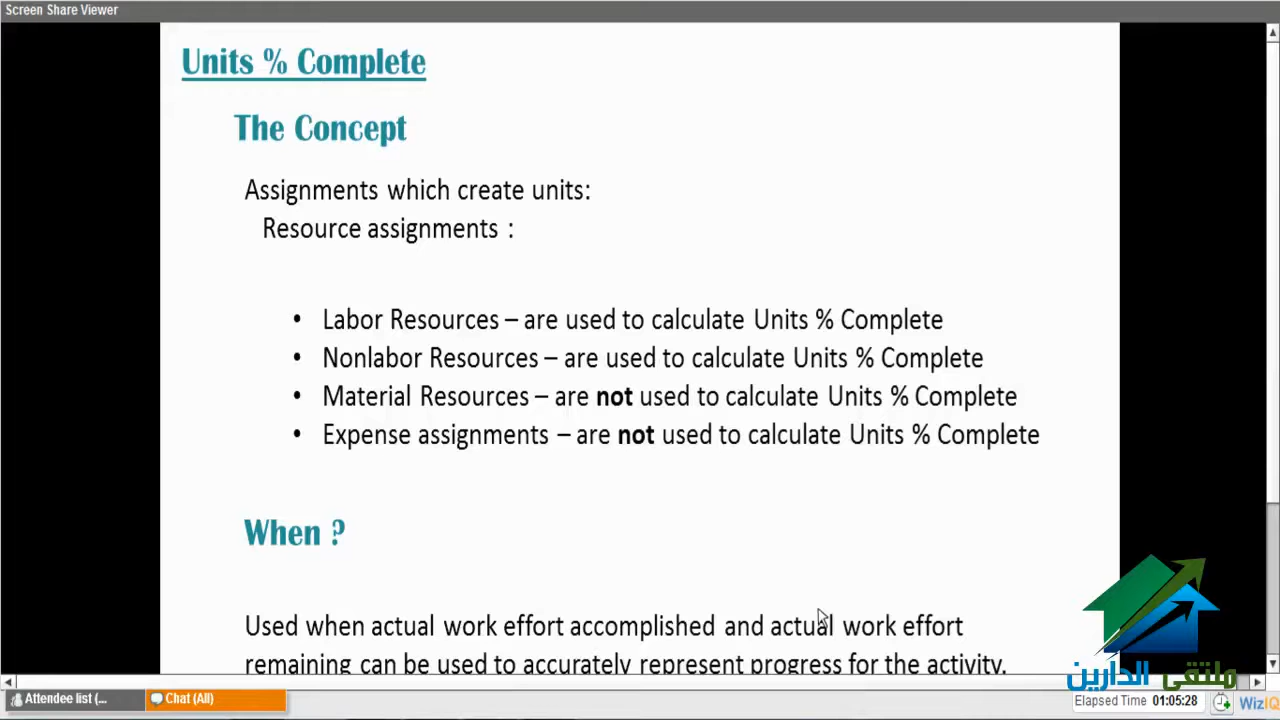 Screen Share Viewer
Units % Complete
The Concept
Assignments which create units:
Resource assignments :
• Labor Resources – are used to calculate Units % Complete
• Nonlabor Resources – are used to calculate Units % Complete
• Material Resources – are not used to calculate Units % Complete
• Expense assignments – are not used to calculate Units % Complete
When ?
Used when actual work effort accomplished and actual work effort
remaining can be used to accurately represent progress for the activity.
ملتقى الدارين
Attendee list (...
Chat (All)
Elapsed Time 01:05:28
WizIQ